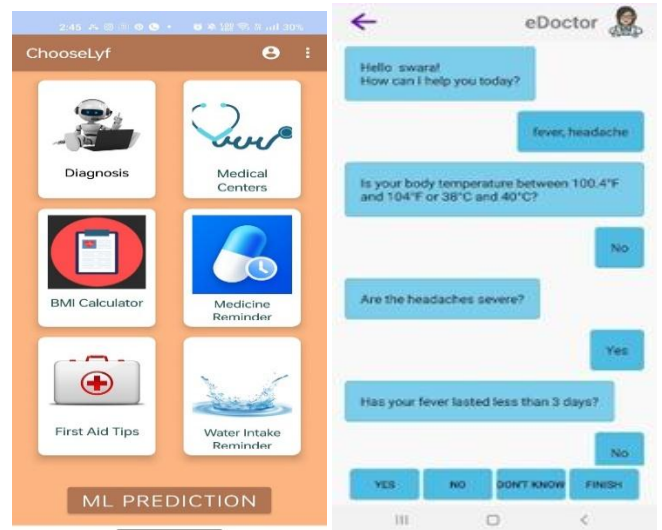 2:45
30%
ChooseLyf
Diagnosis
Medical
Centers
BMI Calculator
Medicine
Reminder
First Aid Tips
Water Intake
Reminder
ML PREDICTION
eDoctor
Hello swara!
How can I help you today?
fever, headache
Is your body temperature between 100.4°F
and 104°F or 38°C and 40°C?
No
Are the headaches severe?
Yes
Has your fever lasted less than 3 days?
No
YES NO DON'T KNOW FINISH